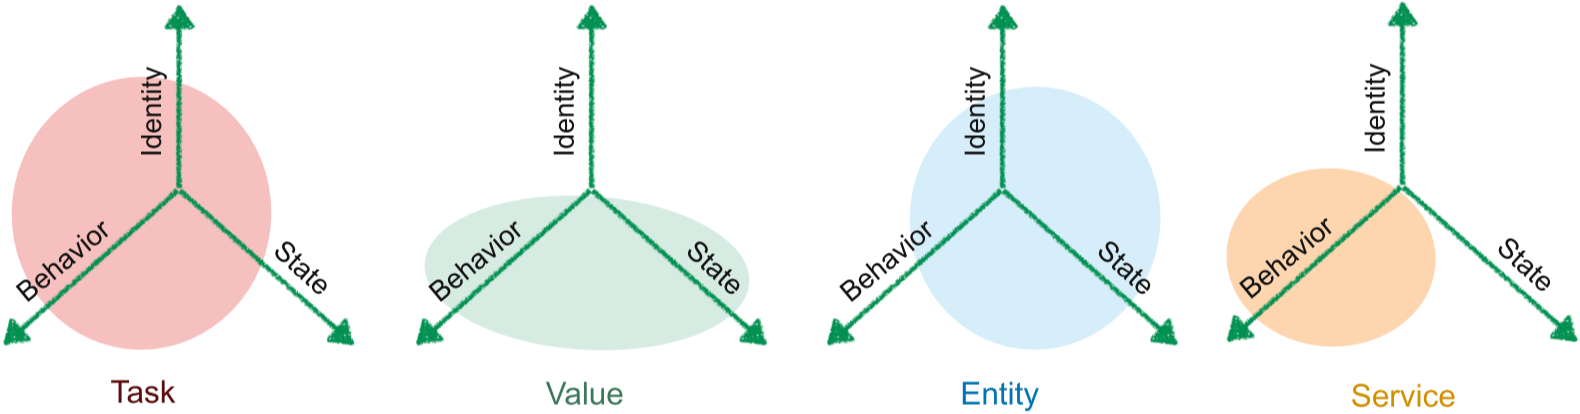 Identity
Behavior
State
Task
Identity
Behavior
State
Value
Identity
Behavior
State
Entity
Identity
Behavior
State
Service